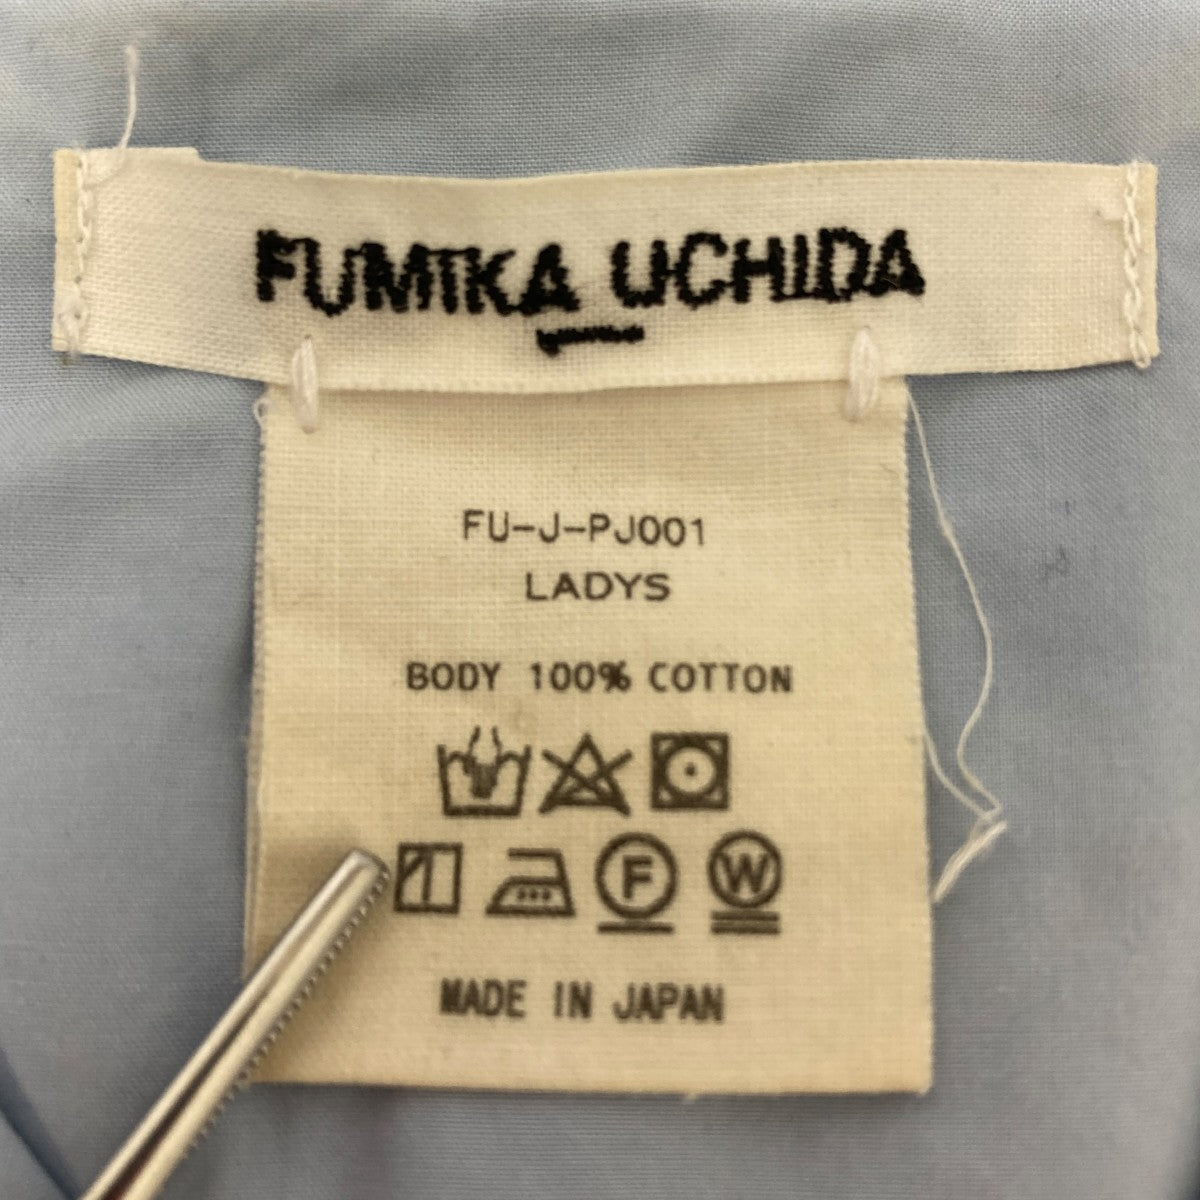 FUMIKA UCHIDA
FU-J-PJ001
LADYS
BODY 100% COTTON
F W
MADE IN JAPAN